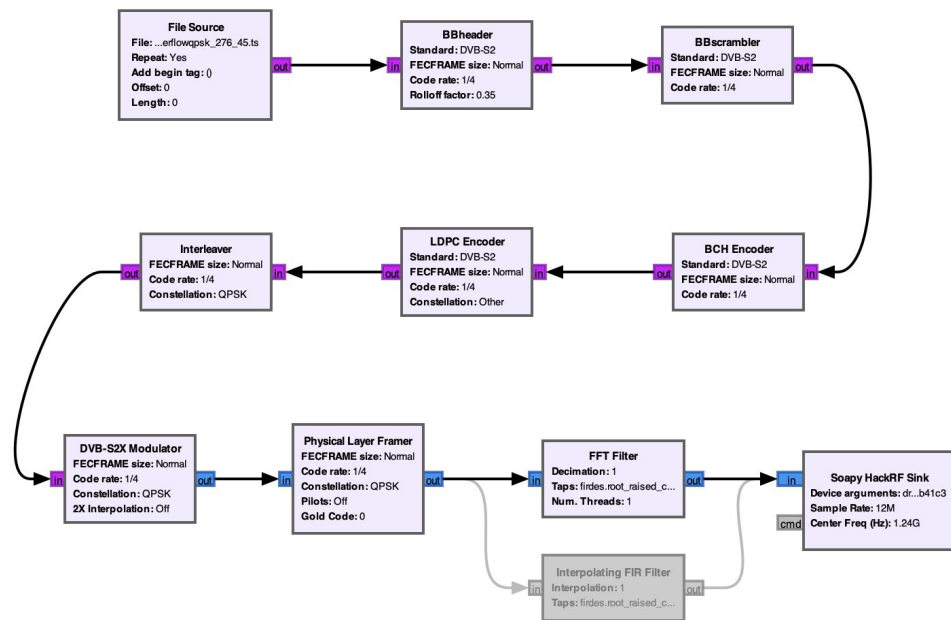 File Source
File: ...erflowqpsk_276_45.ts
Repeat: Yes
Add begin tag: ()
Offset: 0
Length: 0
out
in
BBheader
Standard: DVB-S2
FECFRAME size: Normal
Code rate: 1/4
Rolloff factor: 0.35
out
in
BBscrambler
Standard: DVB-S2
FECFRAME size: Normal
Code rate: 1/4
out
out
Interleaver
FECFRAME size: Normal
Code rate: 1/4
Constellation: QPSK
in
out
LDPC Encoder
Standard: DVB-S2
FECFRAME size: Normal
Code rate: 1/4
Constellation: Other
in
out
BCH Encoder
Standard: DVB-S2
FECFRAME size: Normal
Code rate: 1/4
in
in
DVB-S2X Modulator
FECFRAME size: Normal
Code rate: 1/4
Constellation: QPSK
2X Interpolation: Off
out
in
Physical Layer Framer
FECFRAME size: Normal
Code rate: 1/4
Constellation: QPSK
Pilots: Off
Gold Code: 0
out
in
FFT Filter
Decimation: 1
Taps: firdes.root_raised_c...
Num. Threads: 1
out
in
cmd
Soapy HackRF Sink
Device arguments: dr...b41c3
Sample Rate: 12M
Center Freq (Hz): 1.24G
in
Interpolating FIR Filter
Interpolation: 1
Taps: firdes.root_raised_c...
out